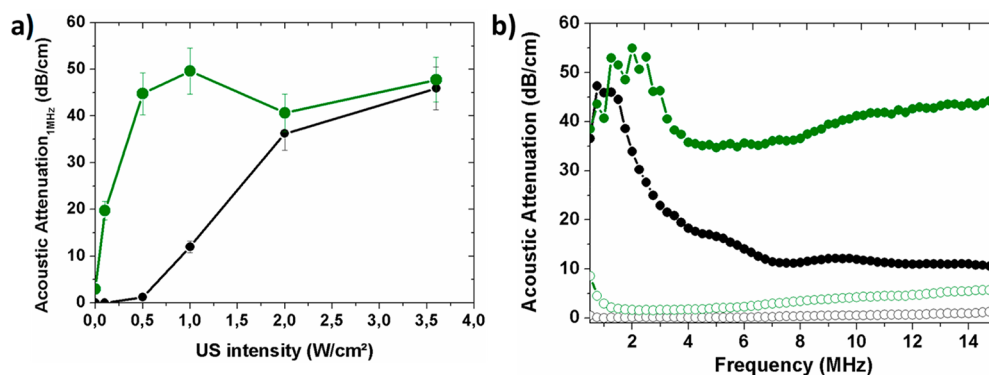 a)
Acoustic Attenuation1MHz (dB/cm)
60
50
40
30
20
10
0
0,0 0,5 1,0 1,5 2,0 2,5 3,0 3,5 4,0
US intensity (W/cm²)
b)
Acoustic Attenuation (dB/cm)
60
50
40
30
20
10
0
2 4 6 8 10 12 14
Frequency (MHz)